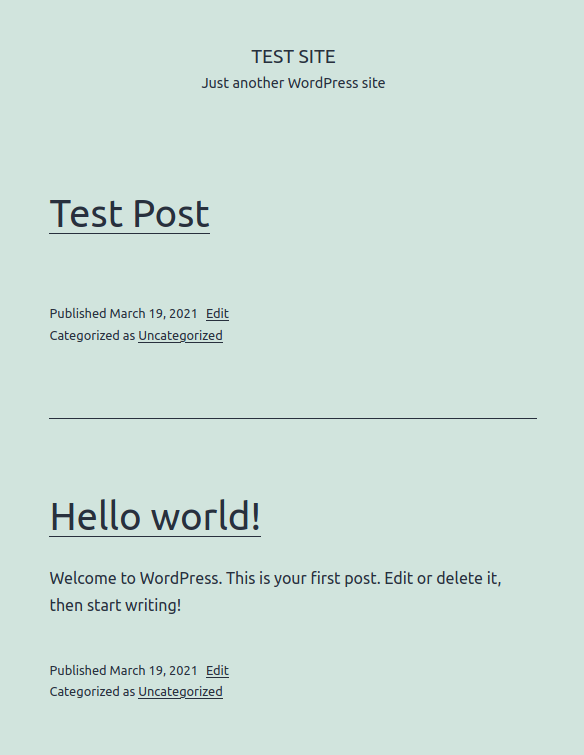 TEST SITE
Just another WordPress site
Test Post
Published March 19, 2021 Edit
Categorized as Uncategorized
Hello world!
Welcome to WordPress. This is your first post. Edit or delete it,
then start writing!
Published March 19, 2021 Edit
Categorized as Uncategorized